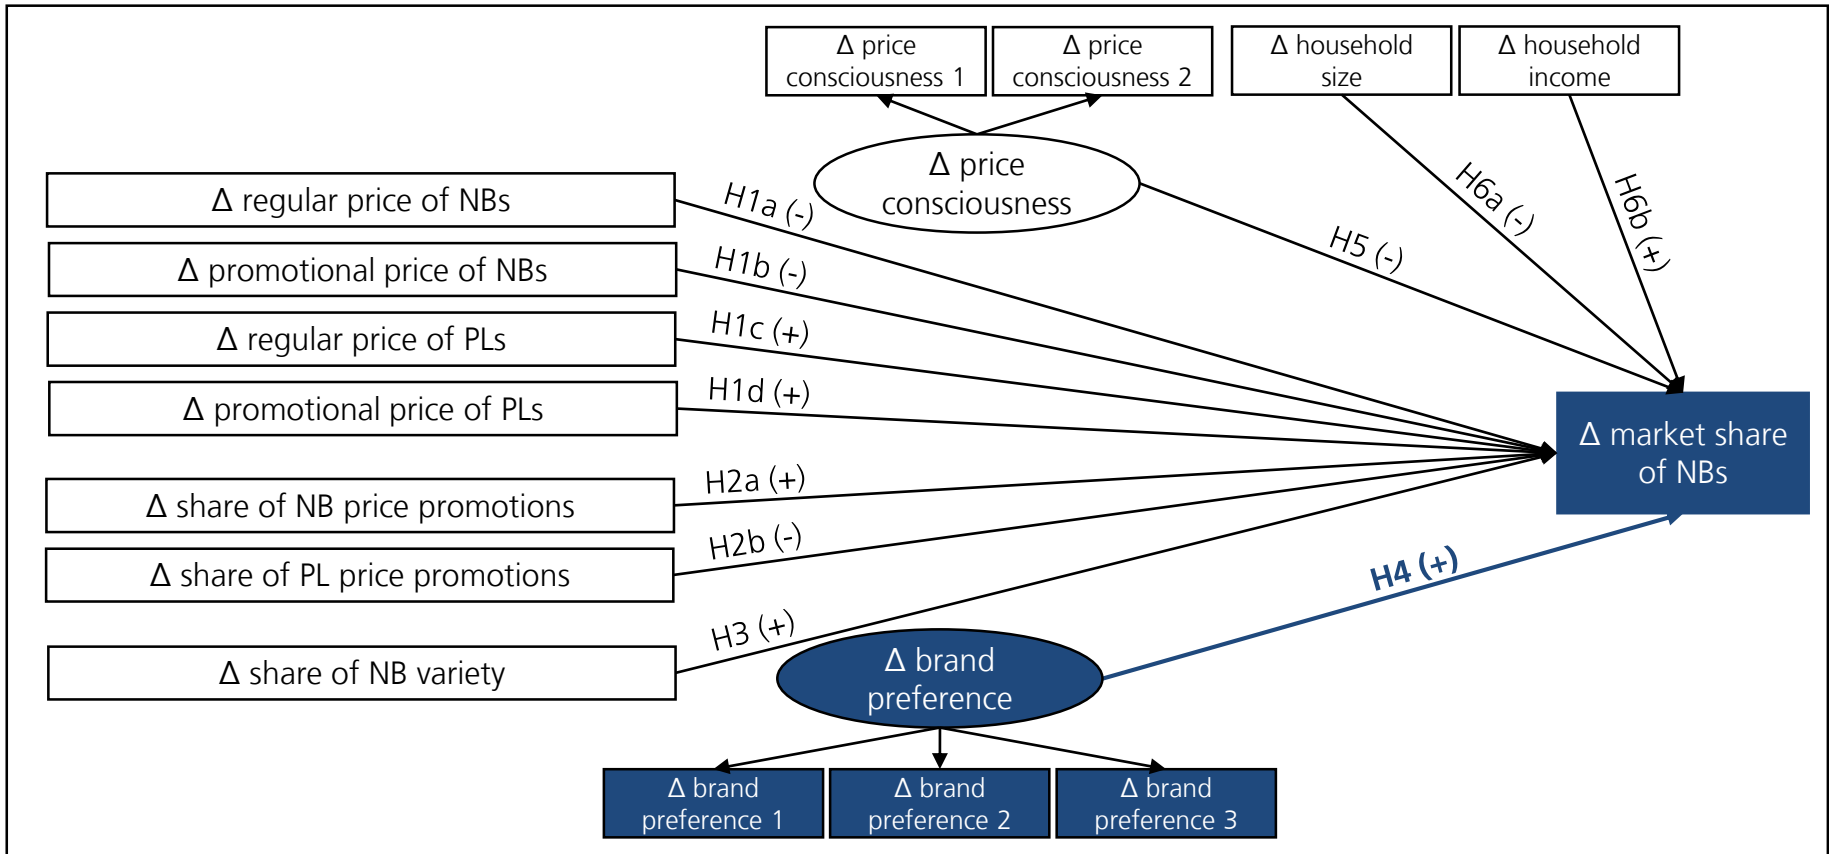 Δ price
consciousness 1
Δ price
consciousness 2
Δ household
size
Δ household
income
Δ price
consciousness
Δ regular price of NBs
H1a (-)
Δ promotional price of NBs
H1b (-)
Δ regular price of PLs
H1c (+)
Δ promotional price of PLs
H1d (+)
H5 (-)
H6a (-)
H6b (+)
Δ market share
of NBs
Δ share of NB price promotions
H2a (+)
Δ share of PL price promotions
H2b (-)
Δ share of NB variety
H3 (+)
H4 (+)
Δ brand
preference
Δ brand
preference 1
Δ brand
preference 2
Δ brand
preference 3